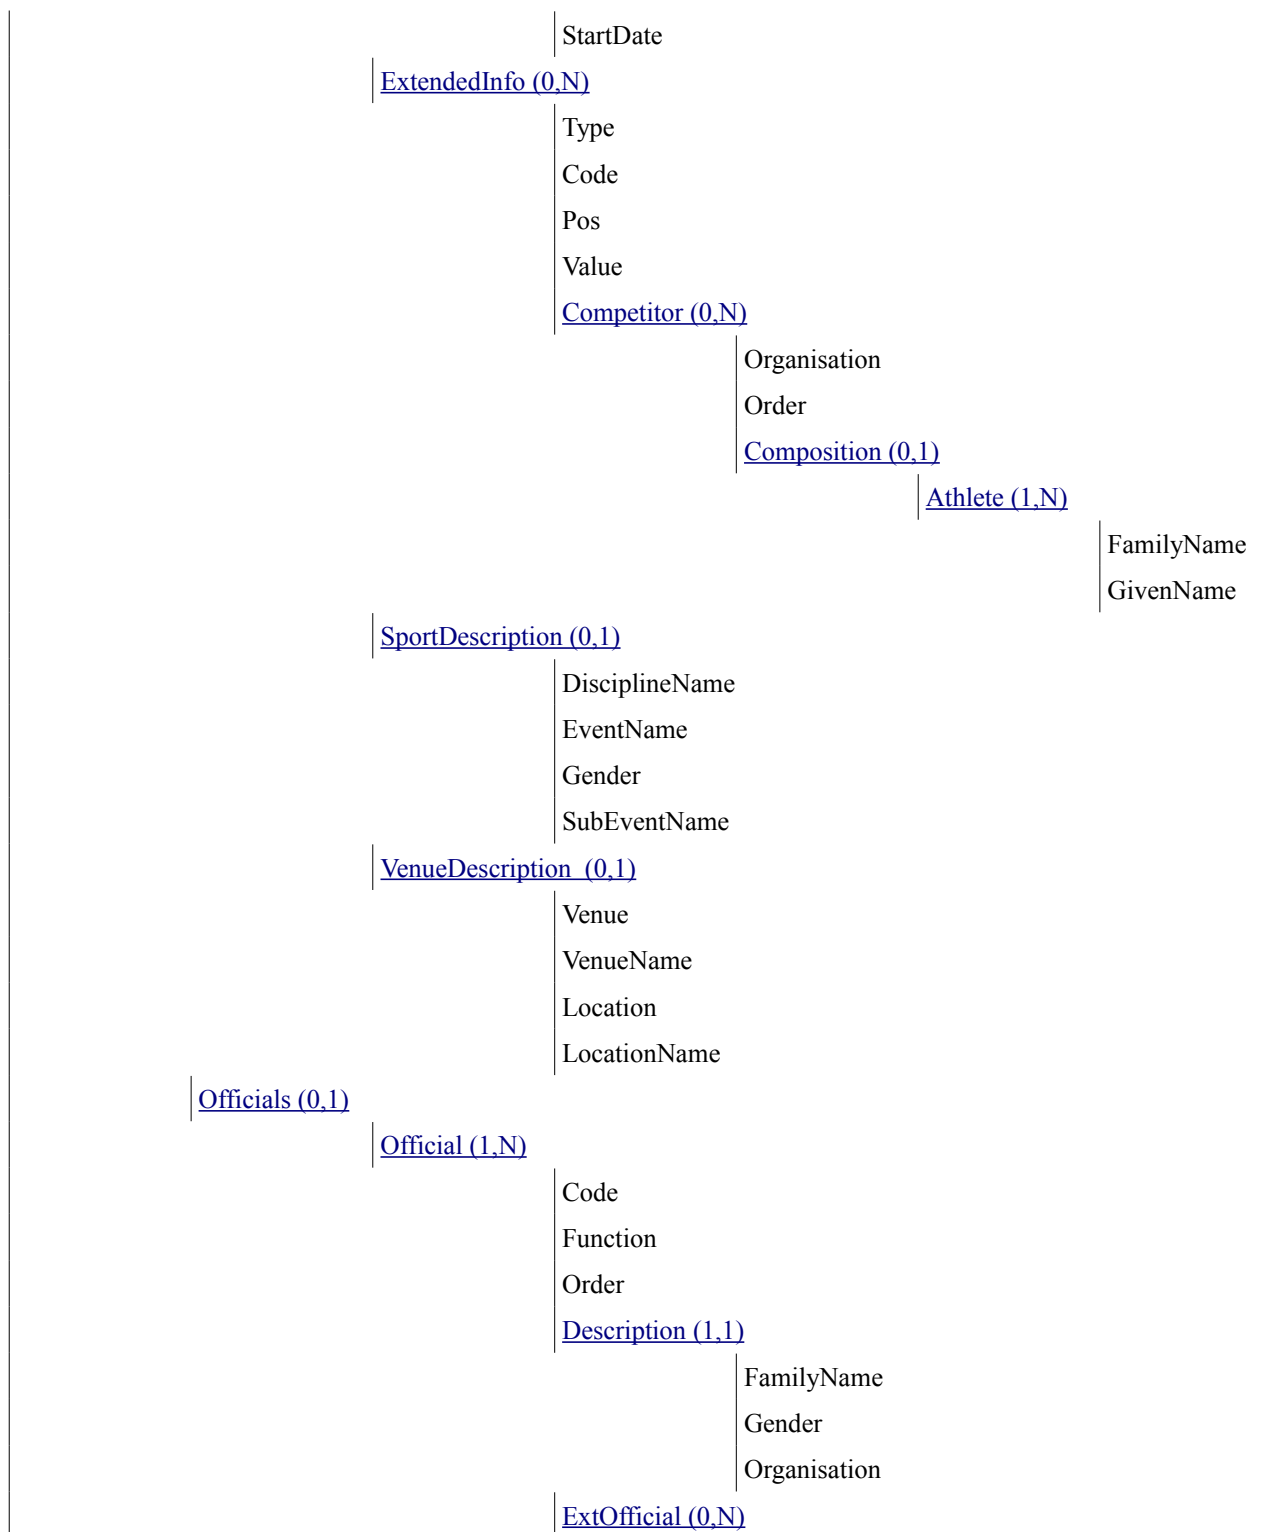 StartDate
ExtendedInfo (0,N)
Type
Code
Pos
Value
Competitor (0,N)
Organisation
Order
Composition (0,1)
Athlete (1,N)
FamilyName
GivenName
SportDescription (0,1)
DisciplineName
EventName
Gender
SubEventName
VenueDescription  (0,1)
Venue
VenueName
Location
LocationName
Officials (0,1)
Official (1,N)
Code
Function
Order
Description (1,1)
FamilyName
Gender
Organisation
ExtOfficial (0,N)